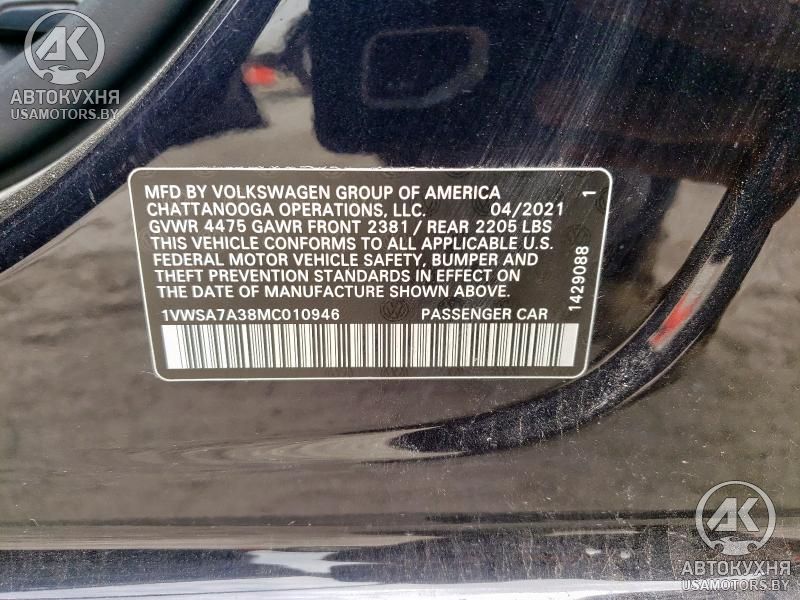 AK
АВТОКУХНЯ
USAMOTORS.BY
MFD BY VOLKSWAGEN GROUP OF AMERICA
CHATTANOOGA OPERATIONS, LLC. 04/2021
GVWR 4475 GAWR FRONT 2381 / REAR 2205 LBS
THIS VEHICLE CONFORMS TO ALL APPLICABLE U.S.
FEDERAL MOTOR VEHICLE SAFETY, BUMPER AND
THEFT PREVENTION STANDARDS IN EFFECT ON
THE DATE OF MANUFACTURE SHOWN ABOVE.
1VWSA7A38MC010946 PASSENGER CAR
1429088 1
AK
АВТОКУХНЯ
USAMOTORS.BY